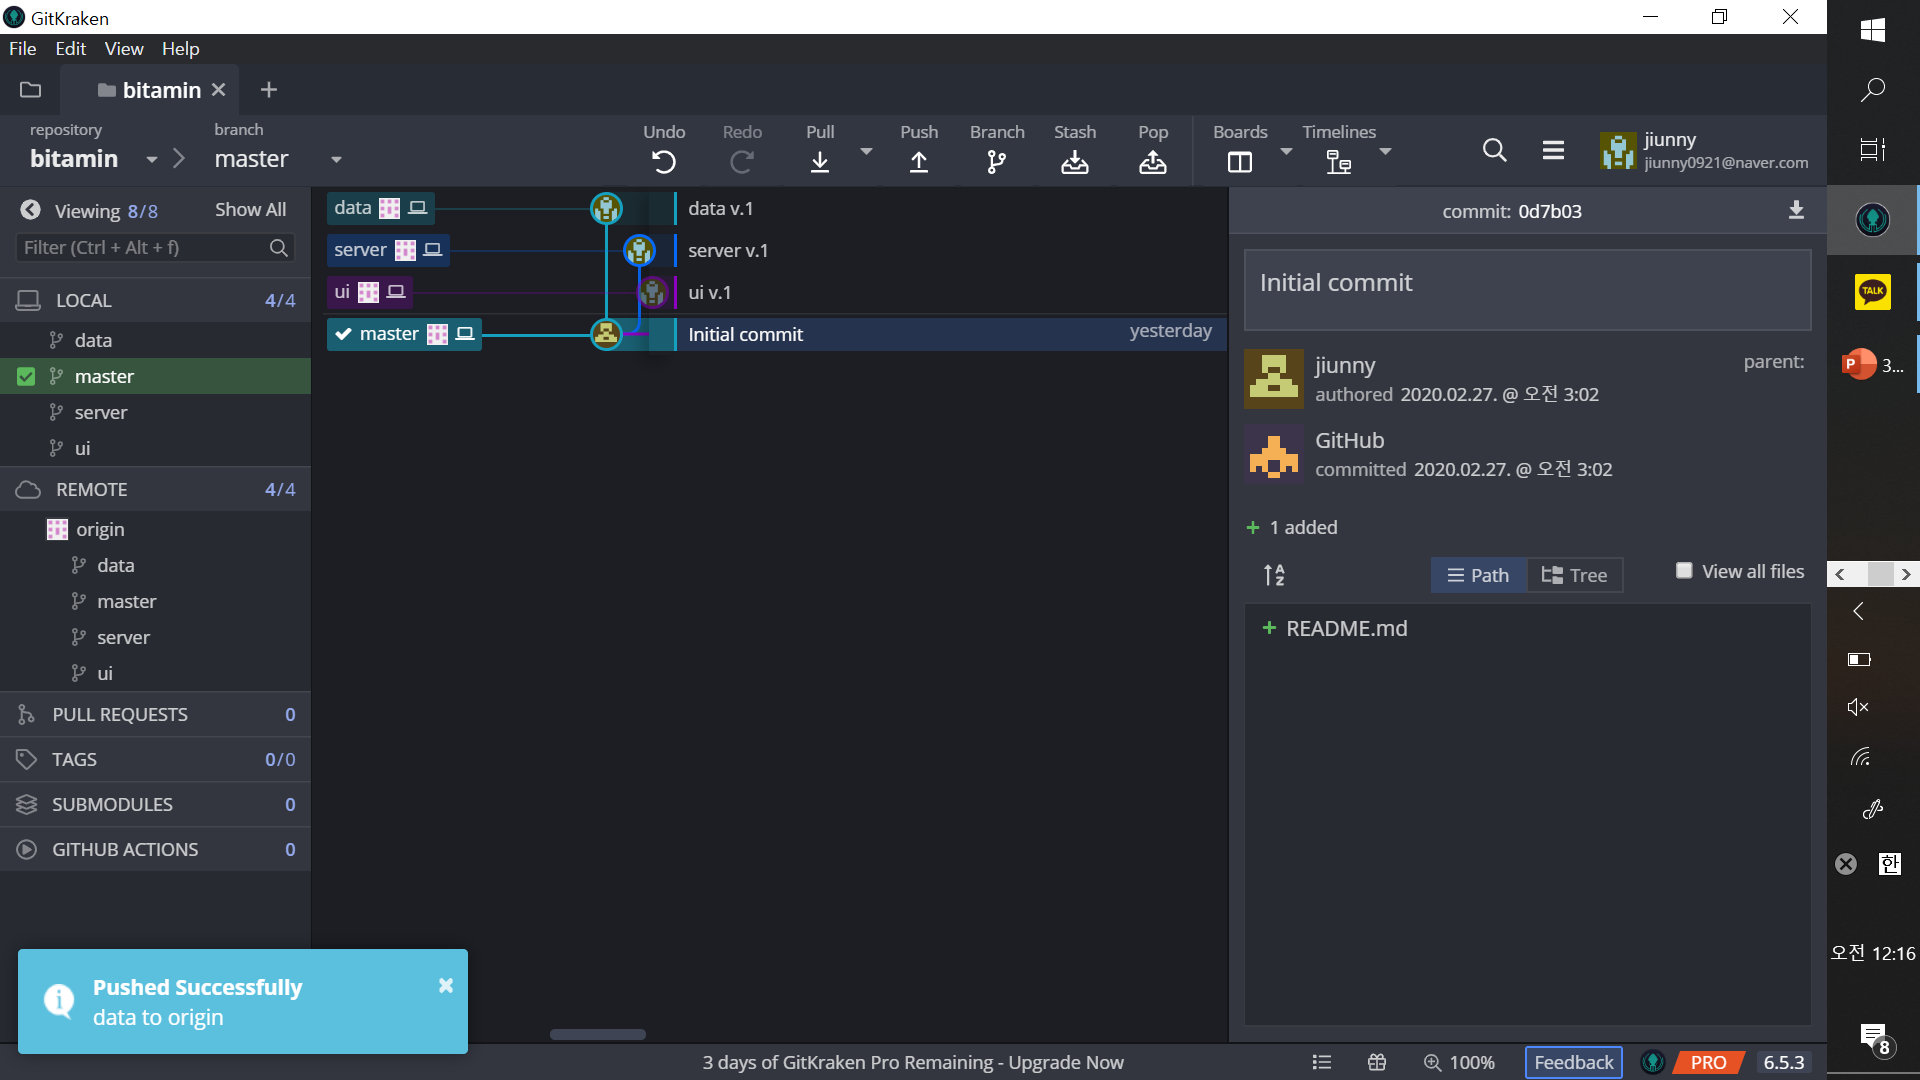 GitKraken
File Edit View Help
bitamin
repository
bitamin
branch
master
Undo
Redo
Pull
Push
Branch
Stash
Pop
Boards
Timelines
jiunny
jiunny0921@naver.com
Viewing 8/8
Show All
Filter (Ctrl + Alt + f)
LOCAL 4/4
data
master
server
ui
REMOTE 4/4
origin
data
master
server
ui
PULL REQUESTS 0
TAGS 0/0
SUBMODULES 0
GITHUB ACTIONS 0
data
data v.1
server
server v.1
ui
ui v.1
master
Initial commit
yesterday
commit: 0d7b03
Initial commit
jiunny
authored 2020.02.27. @ 오전 3:02
parent:
GitHub
committed 2020.02.27. @ 오전 3:02
+ 1 added
Path
Tree
View all files
+ README.md
Pushed Successfully
data to origin
3 days of GitKraken Pro Remaining - Upgrade Now
100%
Feedback
PRO
6.5.3
TALK
P 3...
한
오전 12:16
8